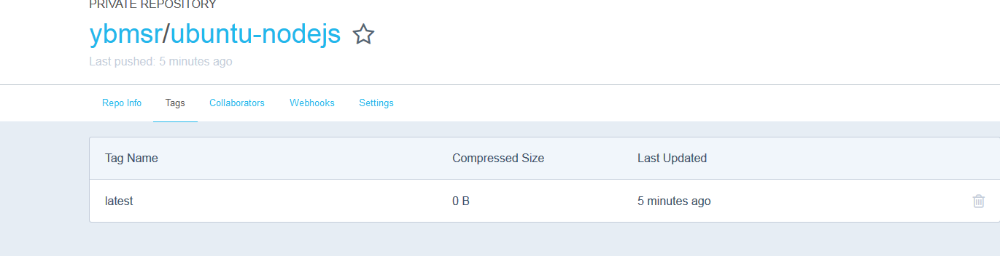 PRIVATE REPOSITORY
ybmsr/ubuntu-nodejs
Last pushed: 5 minutes ago
Repo Info Tags Collaborators Webhooks Settings
Tag Name Compressed Size Last Updated
latest 0 B 5 minutes ago